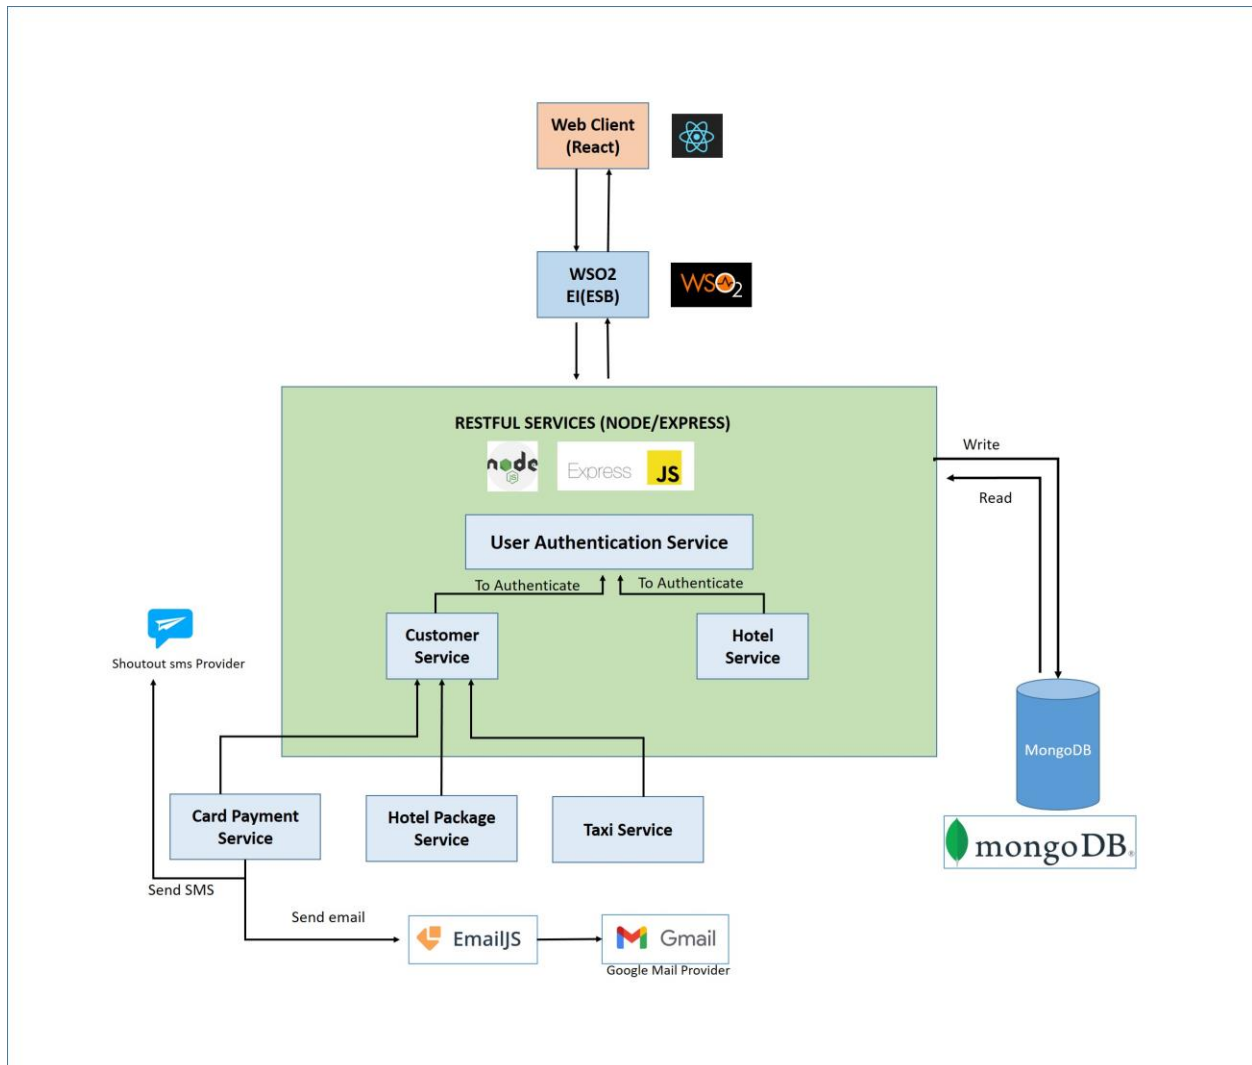 Web Client
(React)
WSO2
EI(ESB)
WSO2
RESTFUL SERVICES (NODE/EXPRESS)
node
JS
Express
JS
Write
Read
User Authentication Service
To Authenticate
To Authenticate
Customer
Service
Hotel
Service
Shoutout sms Provider
MongoDB
Card Payment
Service
Hotel Package
Service
Taxi Service
mongoDB®
Send SMS
Send email
EmailJS
Gmail
Google Mail Provider